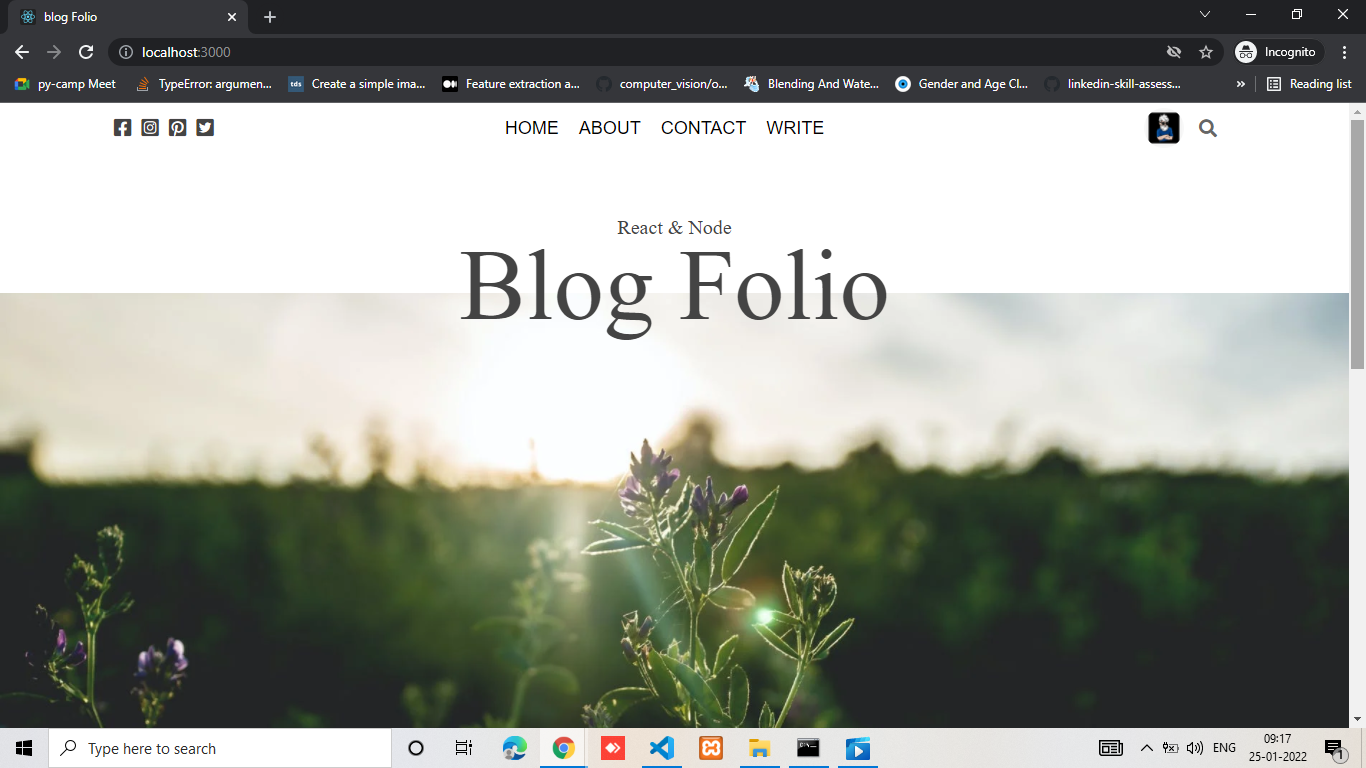 blog Folio
localhost:3000
Incognito
py-camp Meet
TypeError: argumen...
tds
Create a simple ima...
Feature extraction a...
computer_vision/o...
Blending And Wate...
Gender and Age Cl...
linkedin-skill-assess...
»
Reading list
HOME
ABOUT
CONTACT
WRITE
React & Node
Blog Folio
Type here to search
ENG
09:17
25-01-2022
1